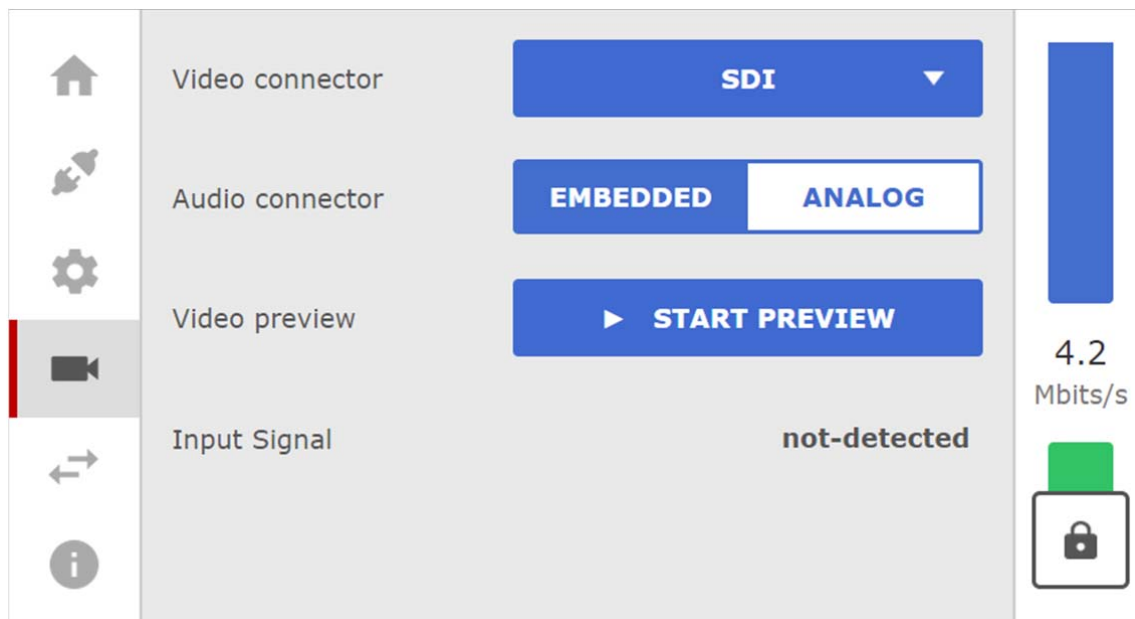 Video connector
SDI
Audio connector
EMBEDDED
ANALOG
Video preview
START PREVIEW
Input Signal
not-detected
4.2
Mbits/s